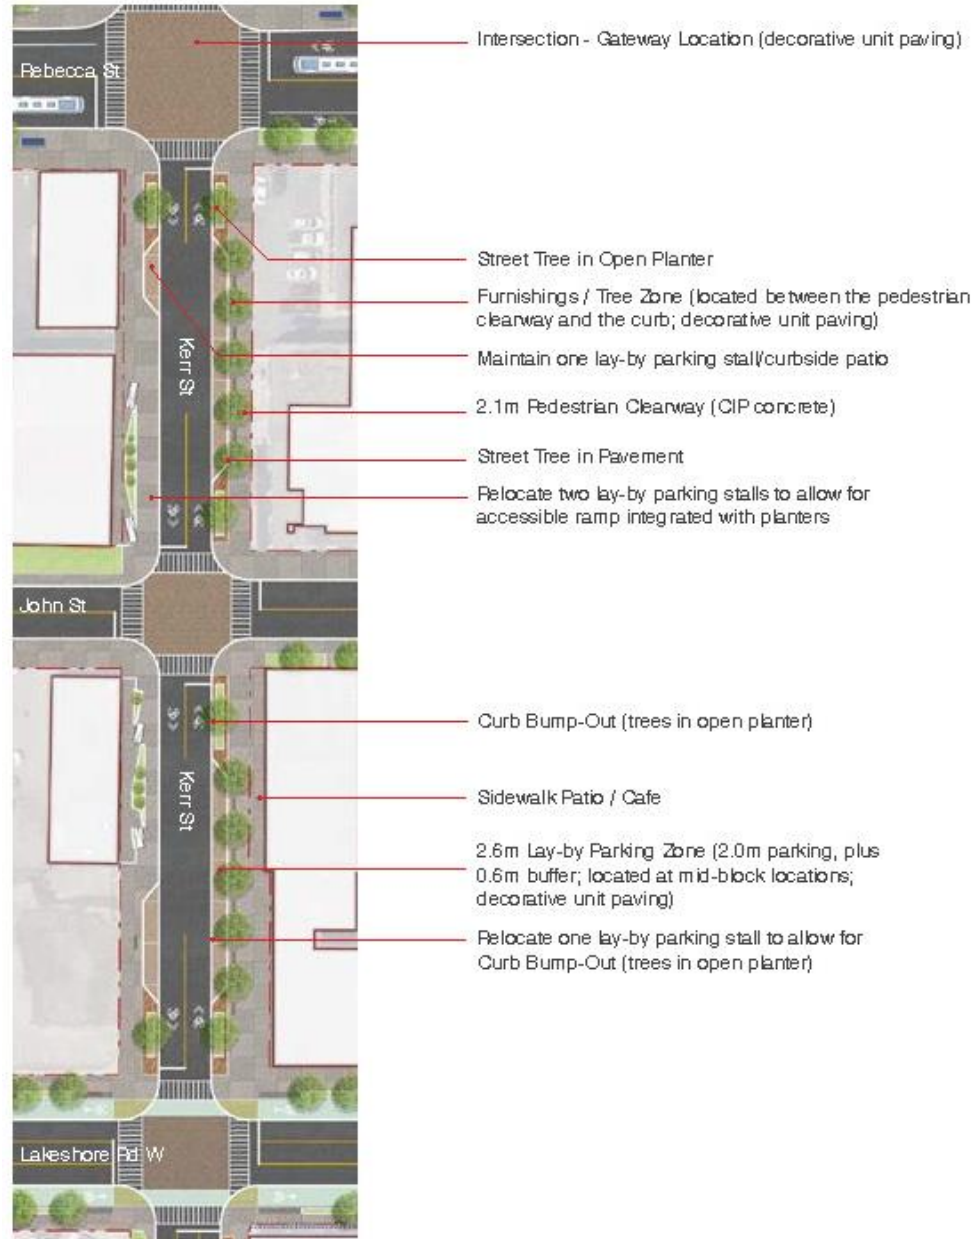 Intersection - Gateway Location (decorative unit paving)
Rebecca St
Street Tree in Open Planter
Furnishings / Tree Zone (located between the pedestrian
clearway and the curb; decorative unit paving)
Kerr St
Maintain one lay-by parking stall/curbside patio
2.1m Pedestrian Clearway (CIP concrete)
Street Tree in Pavement
Relocate two lay-by parking stalls to allow for
accessible ramp integrated with planters
John St
Curb Bump-Out (trees in open planter)
Kerr St
Sidewalk Patio / Cafe
2.6m Lay-by Parking Zone (2.0m parking, plus
0.6m buffer; located at mid-block locations;
decorative unit paving)
Relocate one lay-by parking stall to allow for
Curb Bump-Out (trees in open planter)
Lakeshore Rd W